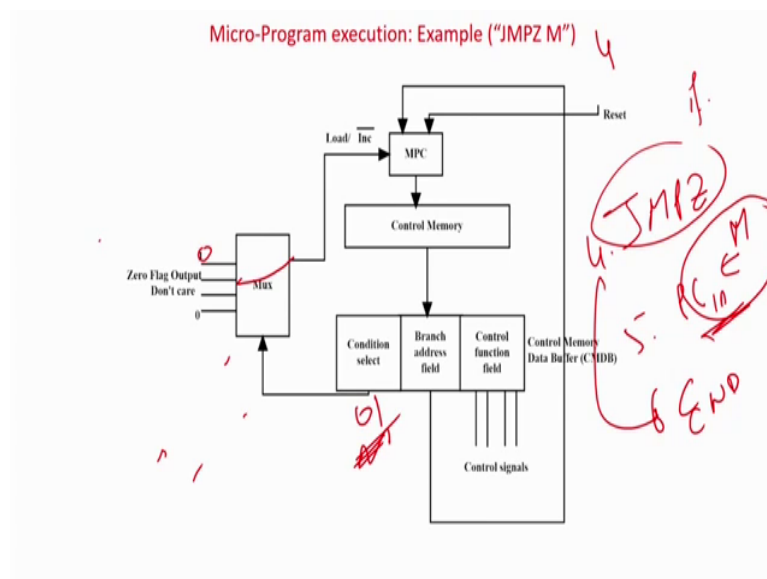 Micro-Program execution: Example ("JMPZ M")
4
Reset
Load/ Inc
MPC
JMPZ
Control Memory
M
4.
0
Zero Flag Output
Don't care
0
Mux
5. PC in ∈
Condition select
Branch address field
Control function field
Control Memory Data Buffer (CMDB)
6 END
01
Control signals